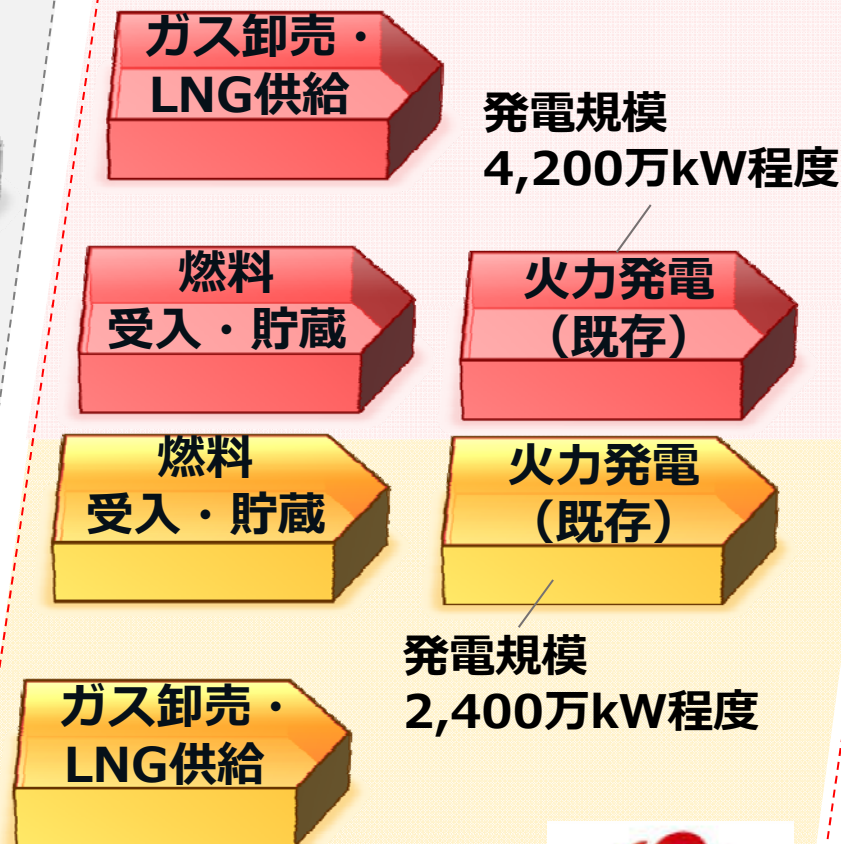 ガス卸売・
LNG供給
発電規模
4,200万kW程度
燃料
受入・貯蔵
火力発電
（既存）
燃料
受入・貯蔵
火力発電
（既存）
発電規模
2,400万kW程度
ガス卸売・
LNG供給